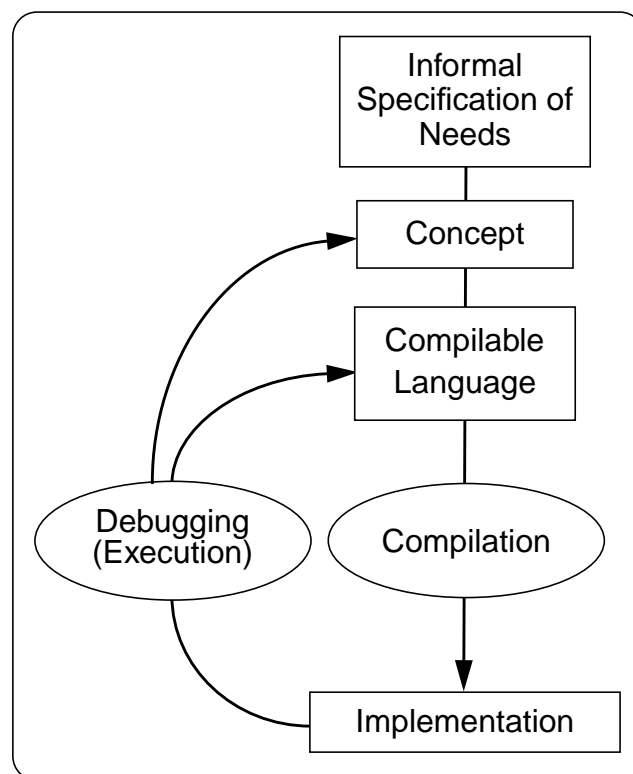 Informal
Specification of
Needs
Concept
Compilable
Language
Debugging
(Execution)
Compilation
Implementation